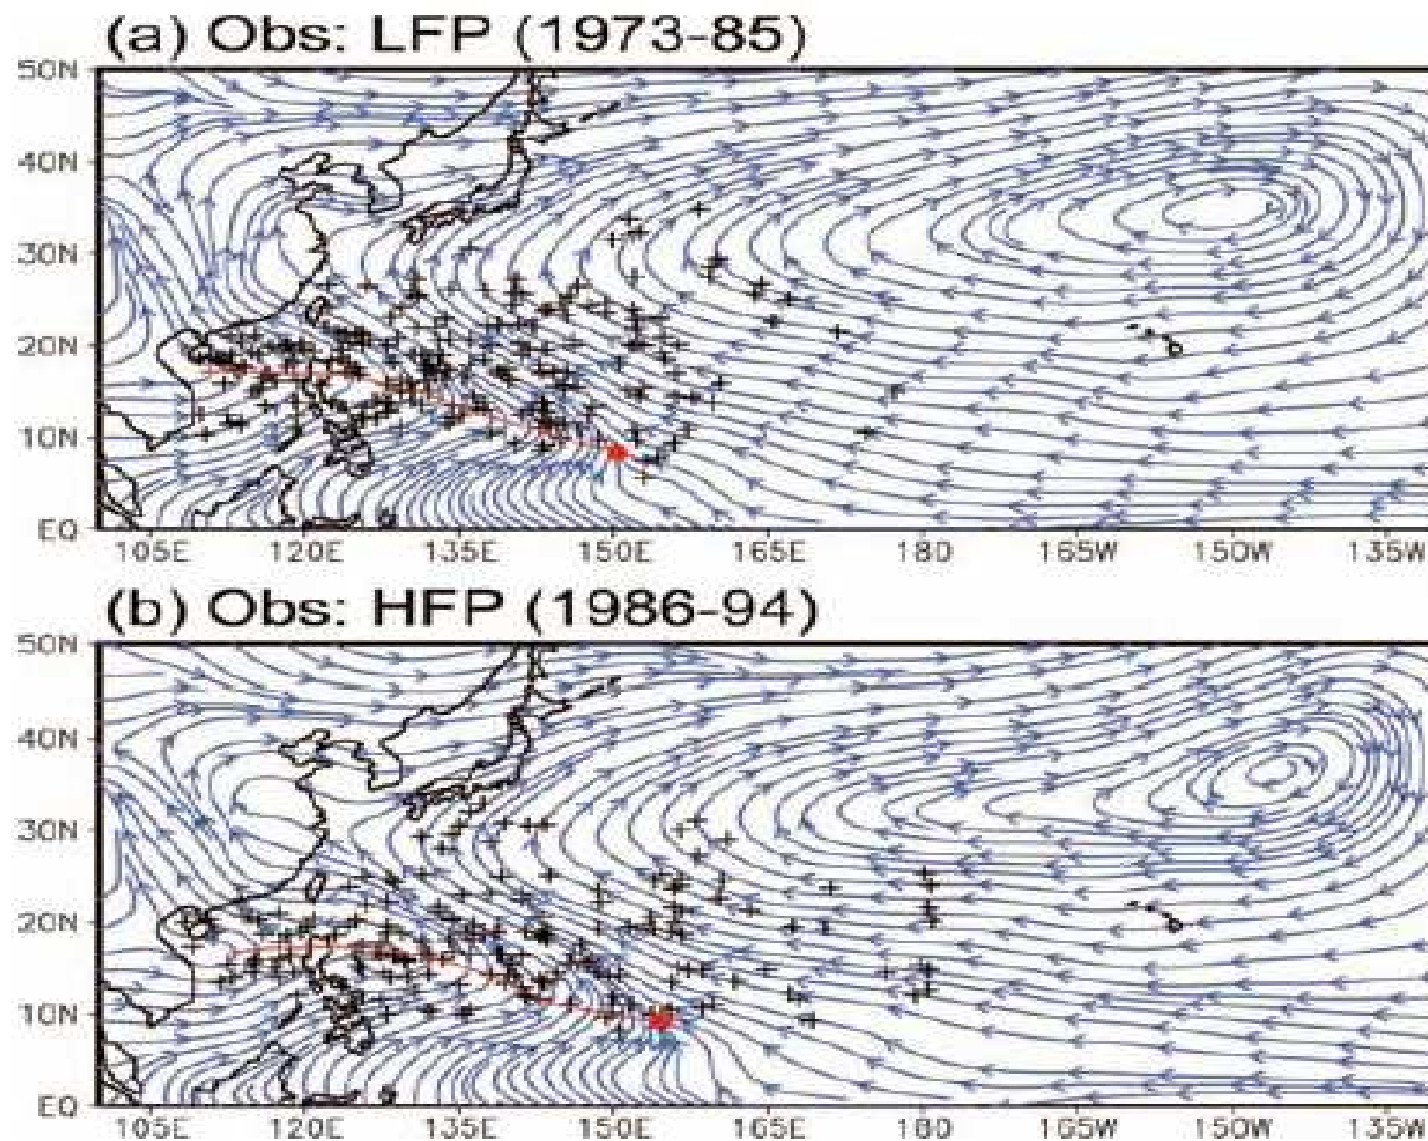 (a) Obs: LFP (1973-85)
50N
40N
30N
20N
10N
EQ
105E 120E 135E 150E 165E 180 165W 150W 135W
(b) Obs: HFP (1986-94)
50N
40N
30N
20N
10N
EQ
105E 120E 135E 150E 165E 180 165W 150W 135W